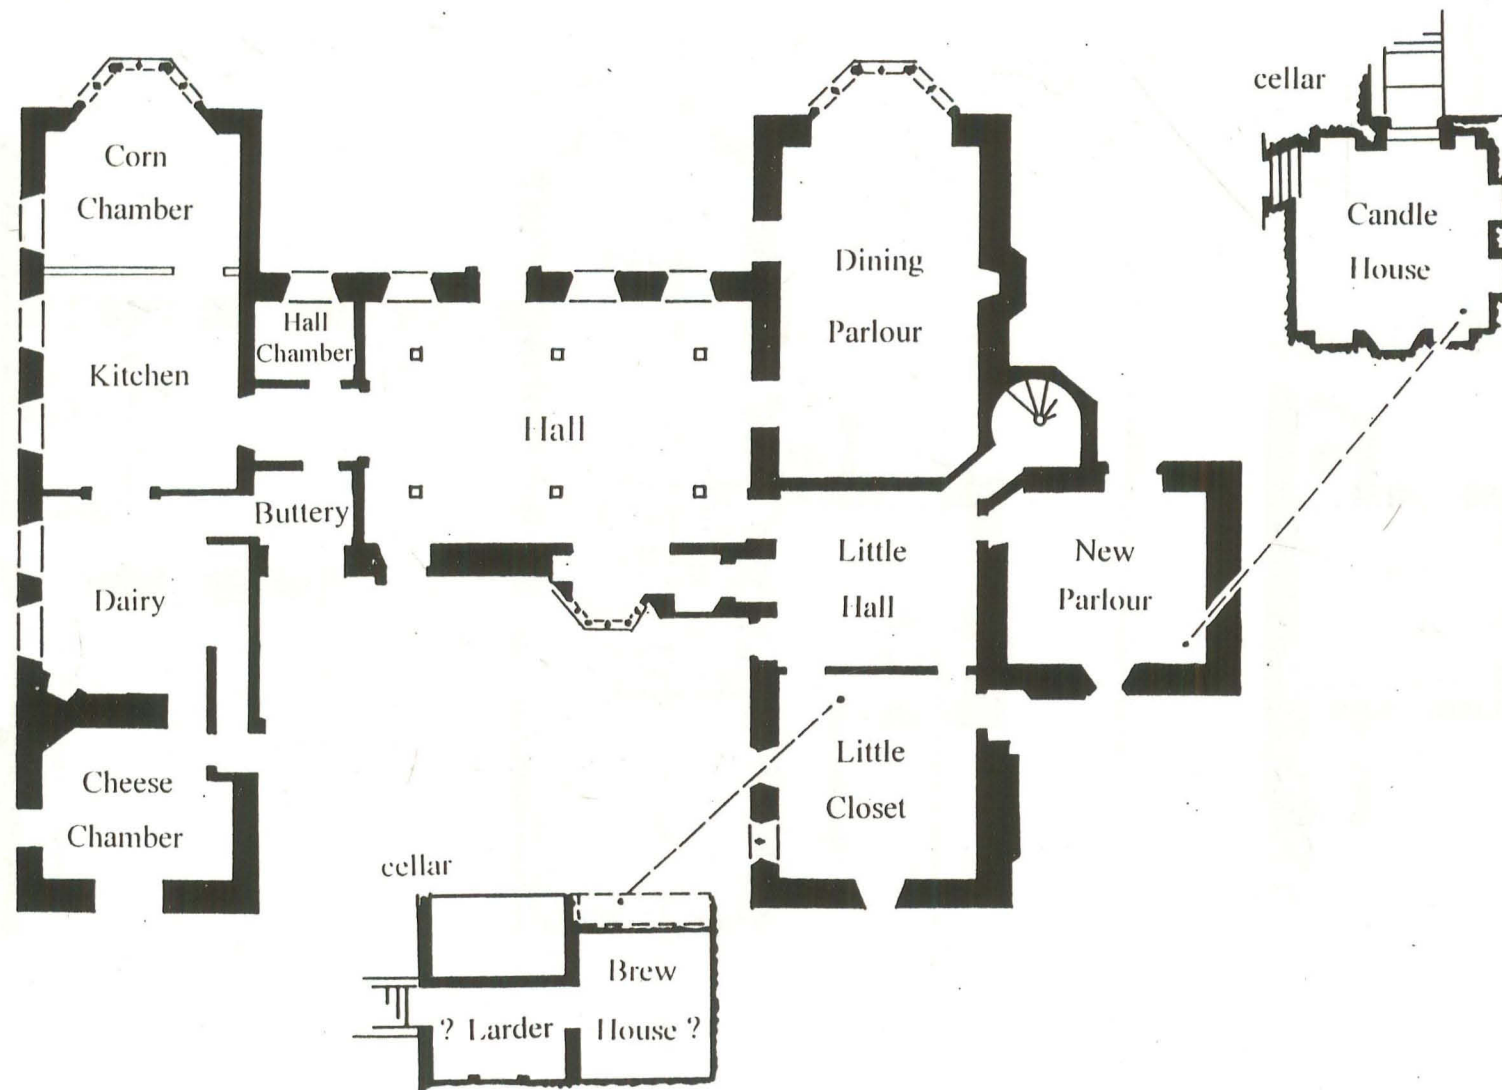 Corn
Chamber
Kitchen
Hall
Chamber
Buttery
Dairy
Cheese
Chamber
Hall
Dining
Parlour
Little
Hall
New
Parlour
Little
Closet
cellar
Candle
House
cellar
Brew
House ?
? Larder